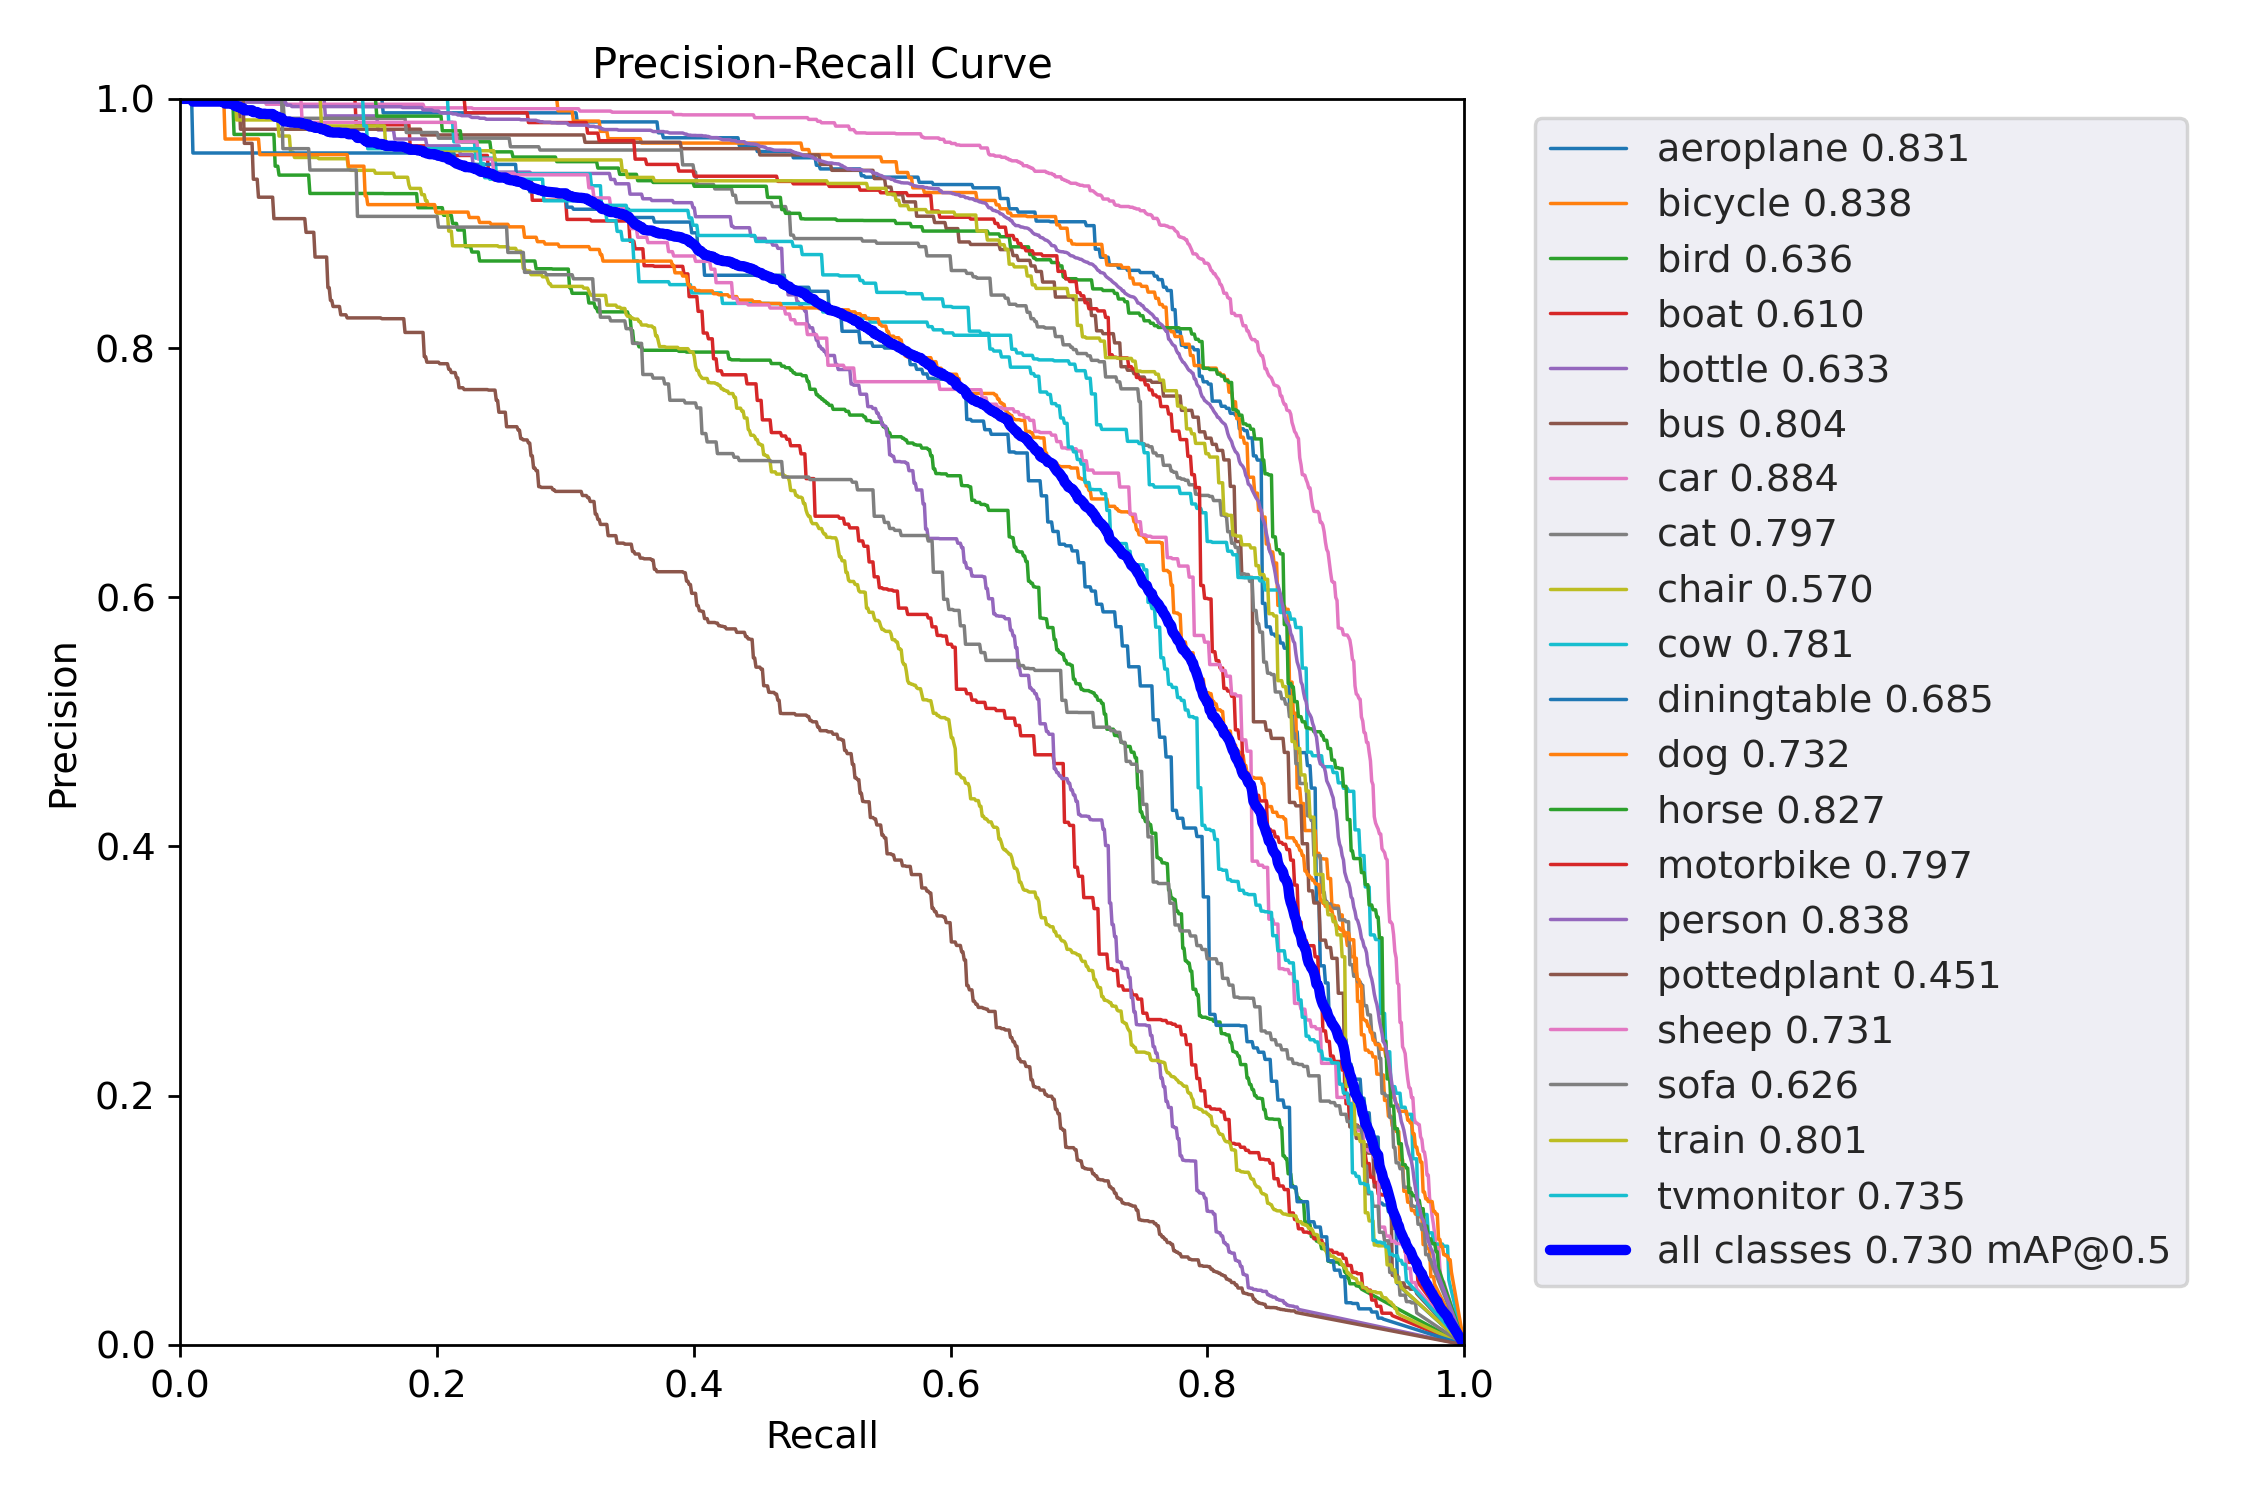 Precision-Recall Curve
1.0
0.8
0.6
0.4
0.2
0.0
Precision
0.0 0.2 0.4 0.6 0.8 1.0
Recall
aeroplane 0.831
bicycle 0.838
bird 0.636
boat 0.610
bottle 0.633
bus 0.804
car 0.884
cat 0.797
chair 0.570
cow 0.781
diningtable 0.685
dog 0.732
horse 0.827
motorbike 0.797
person 0.838
pottedplant 0.451
sheep 0.731
sofa 0.626
train 0.801
tvmonitor 0.735
all classes 0.730 mAP@0.5